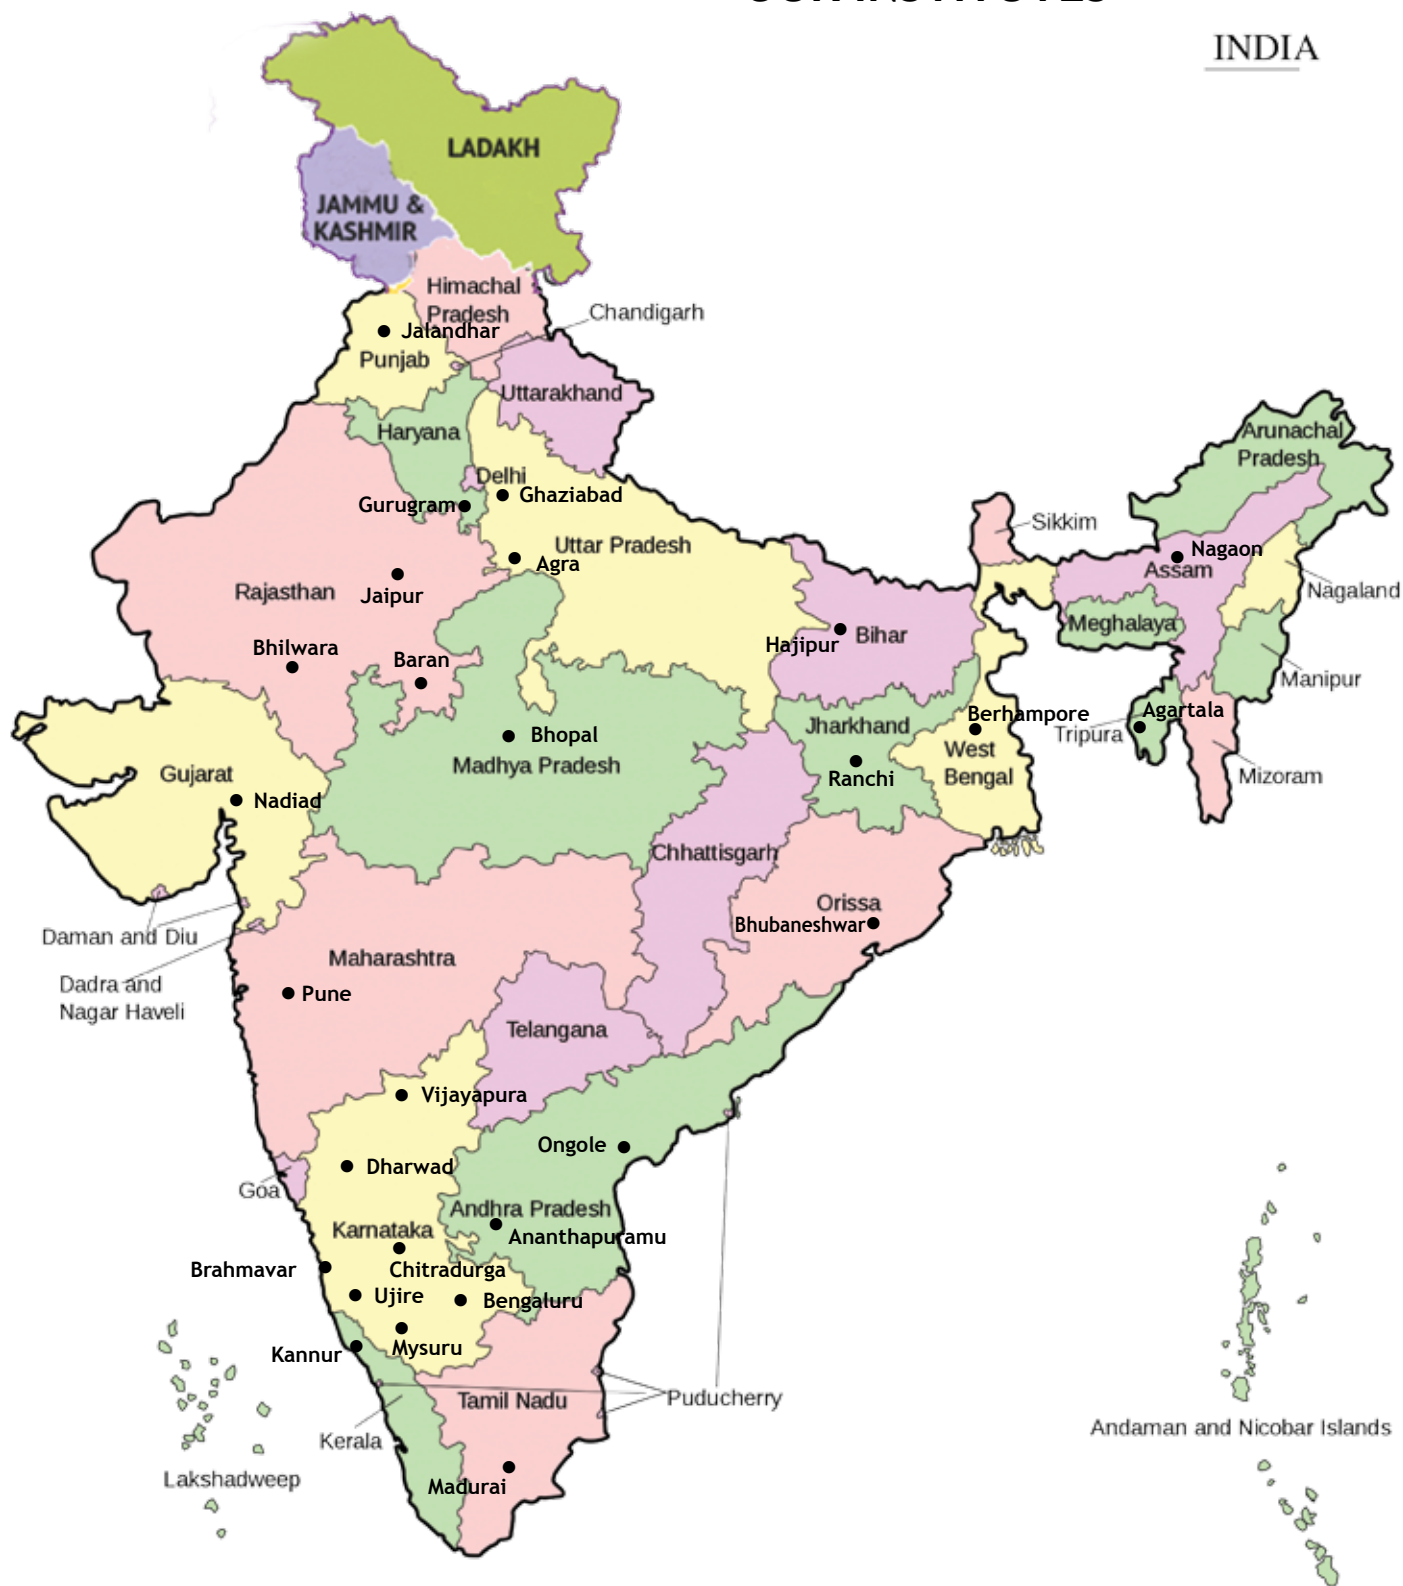 INDIA
LADAKH
JAMMU &
KASHMIR
Himachal
Pradesh
Chandigarh
Jalandhar
Punjab
Uttarakhand
Haryana
Arunachal
Pradesh
Delhi
Ghaziabad
Gurugram
Sikkim
Uttar Pradesh
Nagaon
Assam
Agra
Rajasthan
Jaipur
Nagaland
Meghalaya
Hajipur
Bihar
Bhilwara
Baran
Manipur
Berhampore
Agartala
Jharkhand
Tripura
Bhopal
West
Bengal
Madhya Pradesh
Gujarat
Ranchi
Mizoram
Nadiad
Chhattisgarh
Orissa
Bhubaneshwar
Daman and Diu
Maharashtra
Dadra and
Nagar Haveli
Pune
Telangana
Vijayapura
Ongole
Dharwad
Goa
Andhra Pradesh
Karnataka
Ananthapuramu
Brahmavar
Chitradurga
Ujire
Bengaluru
Mysuru
Kannur
Puducherry
Tamil Nadu
Andaman and Nicobar Islands
Kerala
Lakshadweep
Madurai